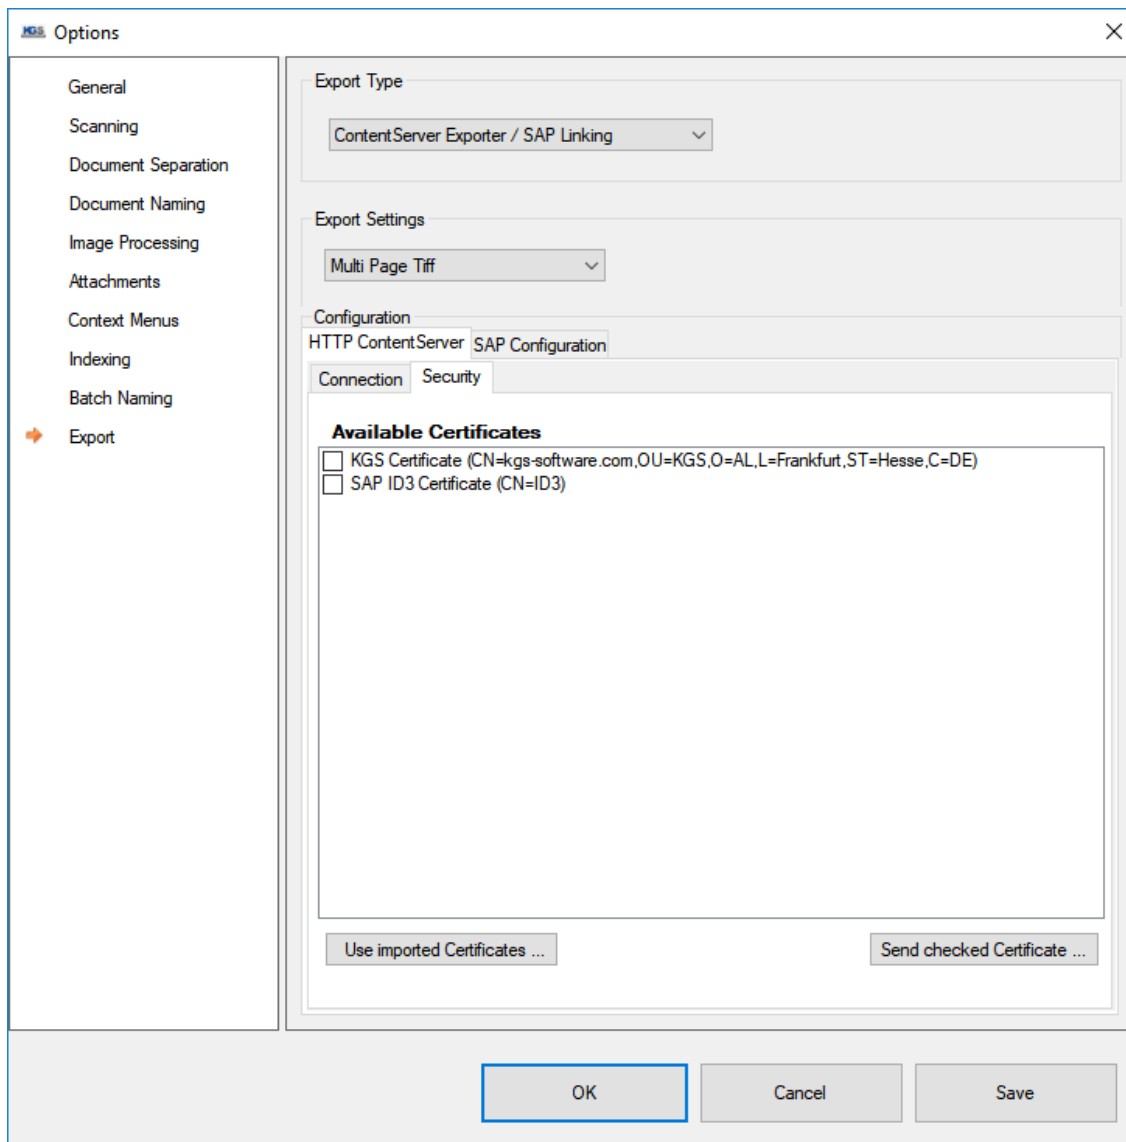 KGS Options
General
Scanning
Document Separation
Document Naming
Image Processing
Attachments
Context Menus
Indexing
Batch Naming
Export
Export Type
ContentServer Exporter / SAP Linking
Export Settings
Multi Page Tiff
Configuration
HTTP ContentServer SAP Configuration
Connection Security
Available Certificates
KGS Certificate (CN=kgs-software.com,OU=KGS,O=AL,L=Frankfurt,ST=Hesse,C=DE)
SAP ID3 Certificate (CN=ID3)
Use imported Certificates ... Send checked Certificate ...
OK Cancel Save